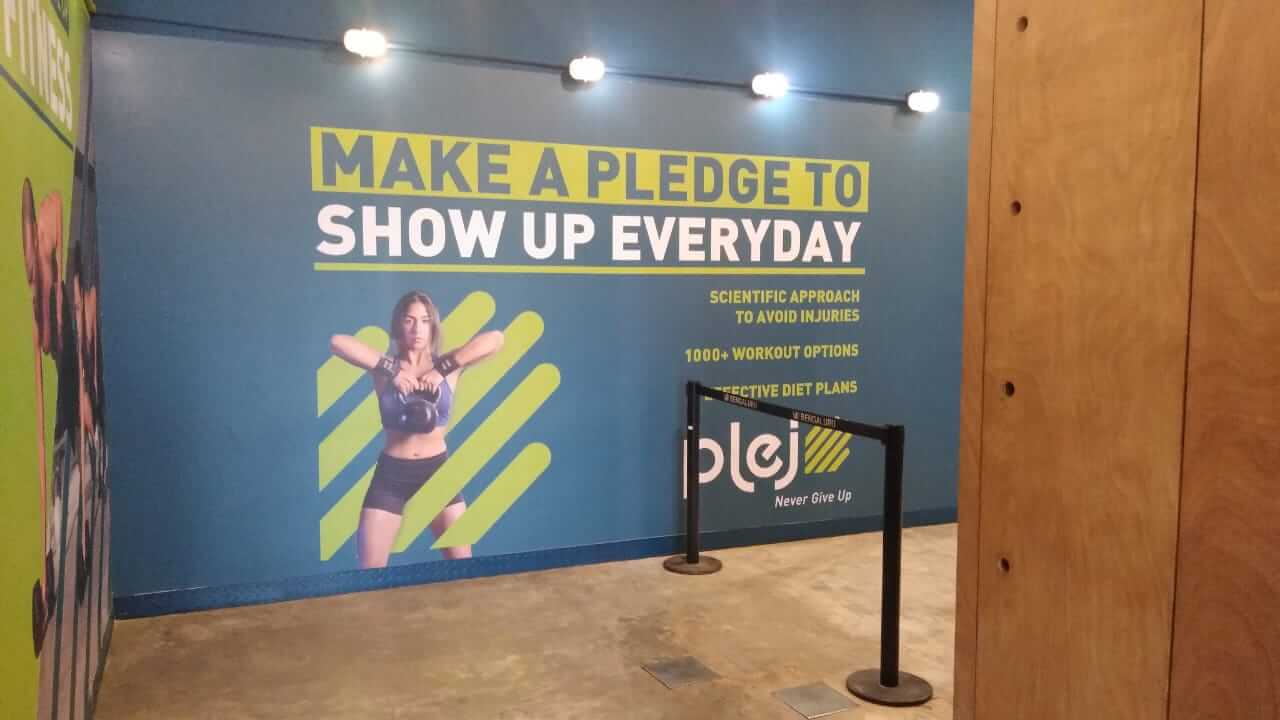 FITNESS
MAKE A PLEDGE TO
SHOW UP EVERYDAY
SCIENTIFIC APPROACH
TO AVOID INJURIES
1000+ WORKOUT OPTIONS
EFFECTIVE DIET PLANS
BENGALURU
BENGALURU
plej
Never Give Up